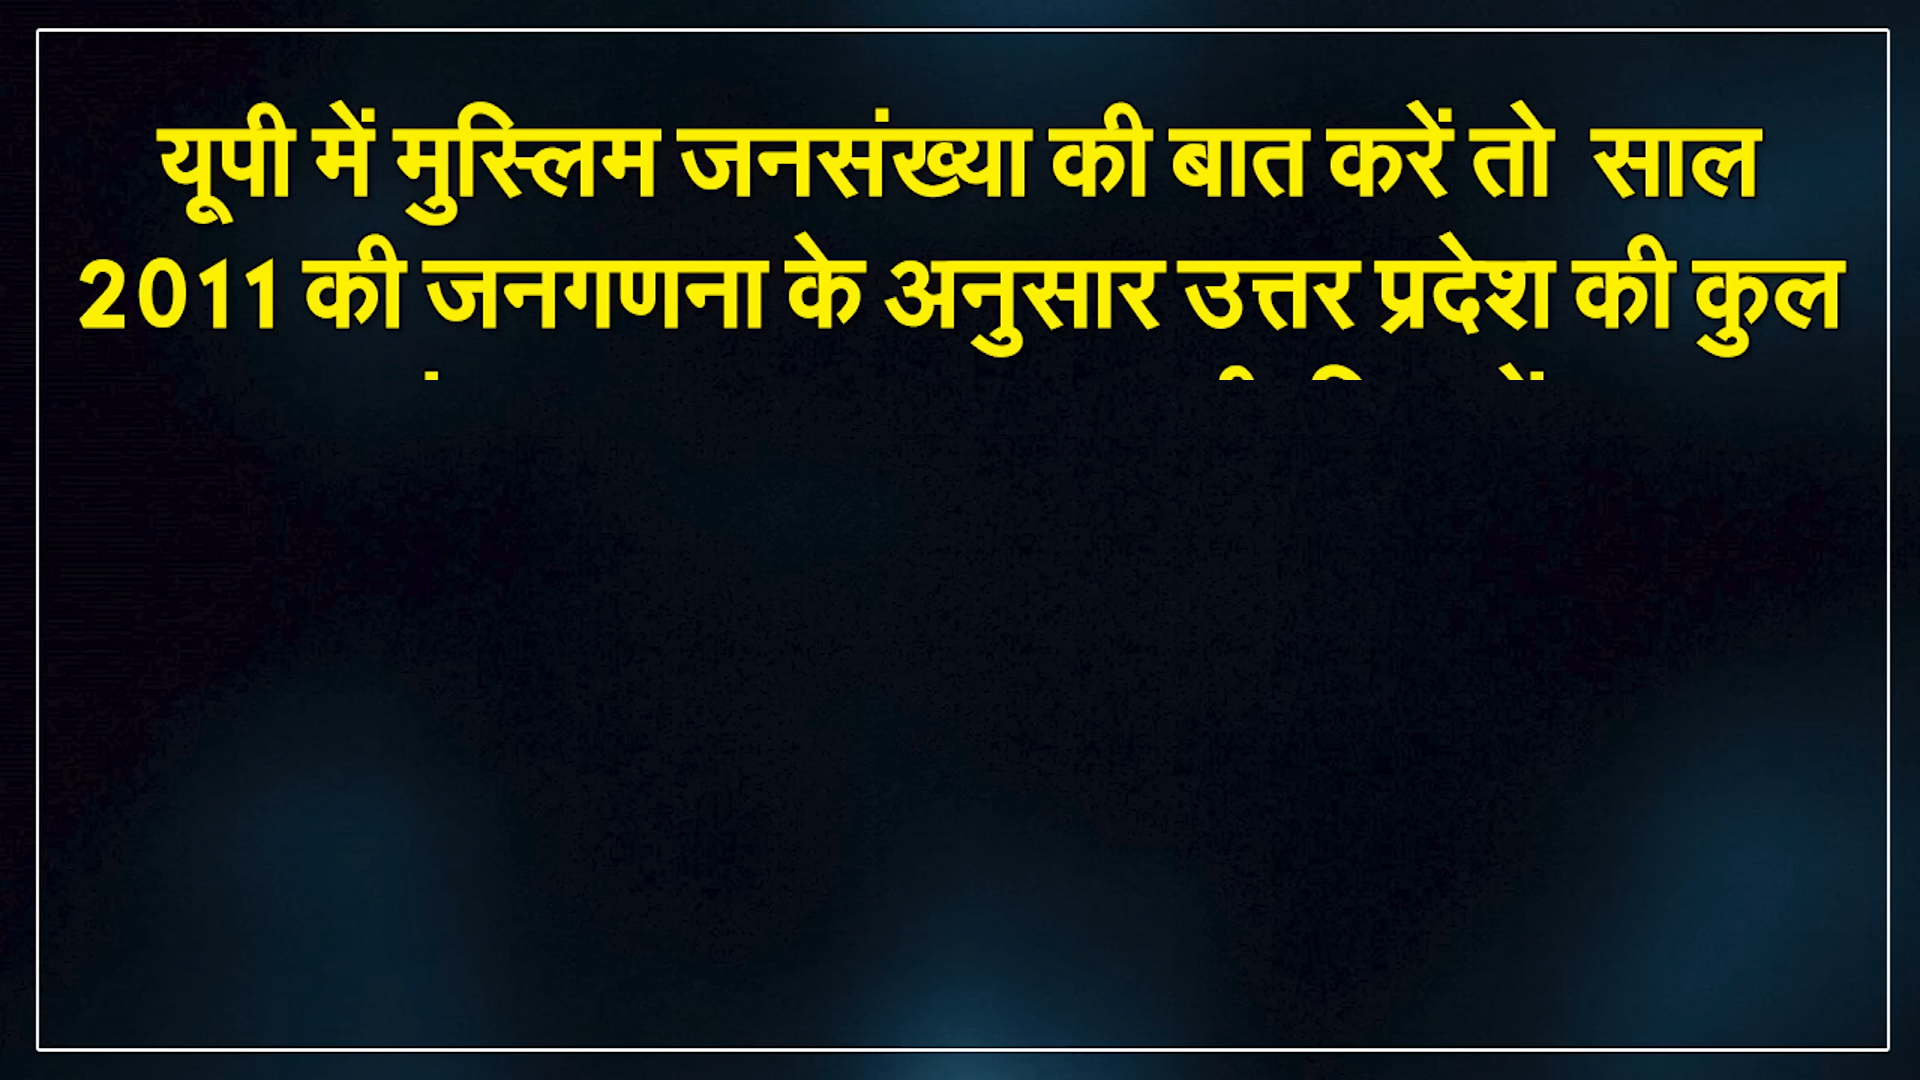 यूपी में मुस्लिम जनसंख्या की बात करें तो साल
2011 की जनगणना के अनुसार उत्तर प्रदेश की कुल